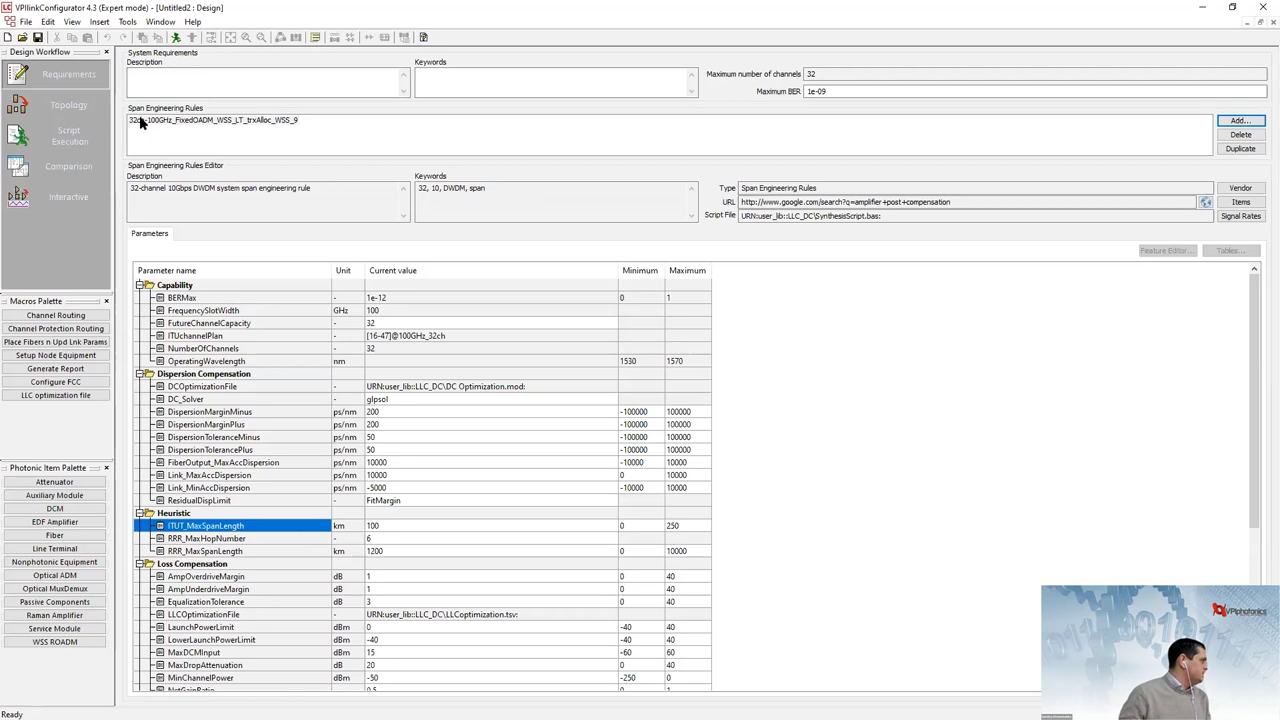 VPIlinkConfigurator 4.3 (Expert mode) - [Untitled2 : Design]
File Edit View Insert Tools Window Help
Design Workflow
Requirements
Topology
Script
Execution
Comparison
Interactive
Macros Palette
Channel Routing
Channel Protection Routing
Place Fibers n Upd Lnk Params
Setup Node Equipment
Generate Report
Configure FCC
LLC optimization file
Photonic Item Palette
Attenuator
Auxiliary Module
DCM
EDF Amplifier
Fiber
Line Terminal
Nonphotonic Equipment
Optical ADM
Optical MuxDemux
Passive Components
Raman Amplifier
Service Module
WSS ROADM
System Requirements
Description Keywords
Maximum number of channels 32
Maximum BER 1e-09
Span Engineering Rules
100GHz_FixedOADM_WSS_LT_trxAlloc_WSS_9
Add...
Delete
Duplicate
Span Engineering Rules Editor
Description Keywords
32-channel 10Gbps DWDM system span engineering rule
32, 10, DWDM, span
Type Span Engineering Rules Vendor
URL http://www.google.com/search?q=amplifier+post+compensation Items
Script File URN:user_lib::LLC_DC\SynthesisScript.bas: Signal Rates
Parameters
Feature Editor... Tables...
Parameter name Unit Current value Minimum Maximum
Capability
BERMax - 1e-12 0 1
FrequencySlotWidth GHz 100
FutureChannelCapacity - 32
ITUchannelPlan - [16-47]@100GHz_32ch
NumberOfChannels - 32
OperatingWavelength nm 1530 1570
Dispersion Compensation
DCOptimizationFile - URN:user_lib::LLC_DC\DC Optimization.mod:
DC_Solver - glpsol
DispersionMarginMinus ps/nm 200 -100000 100000
DispersionMarginPlus ps/nm 200 -100000 100000
DispersionToleranceMinus ps/nm 50 -100000 100000
DispersionTolerancePlus ps/nm 50 -100000 100000
FiberOutput_MaxAccDispersion ps/nm 10000 -10000 10000
Link_MaxAccDispersion ps/nm 10000 0 10000
Link_MinAccDispersion ps/nm -5000 -10000 10000
ResidualDispLimit - FitMargin
Heuristic
ITUT_MaxSpanLength km 100 0 250
RRR_MaxHopNumber - 6
RRR_MaxSpanLength km 1200 0 10000
Loss Compensation
AmpOverdriveMargin dB 1 0 40
AmpUnderdriveMargin dB 1 0 40
EqualizationTolerance dB 3 0 40
LLCOptimizationFile - URN:user_lib::LLC_DC\LLCoptimization.tsv:
LaunchPowerLimit dBm 0 -40 40
LowerLaunchPowerLimit dBm -40 -40 40
MaxDCMInput dBm 15 -60 60
MaxDropAttenuation dB 20 0 40
MinChannelPower dBm -50 -250 0
NetGainRatio 0.5 0 1
VPIphotonics
Ready